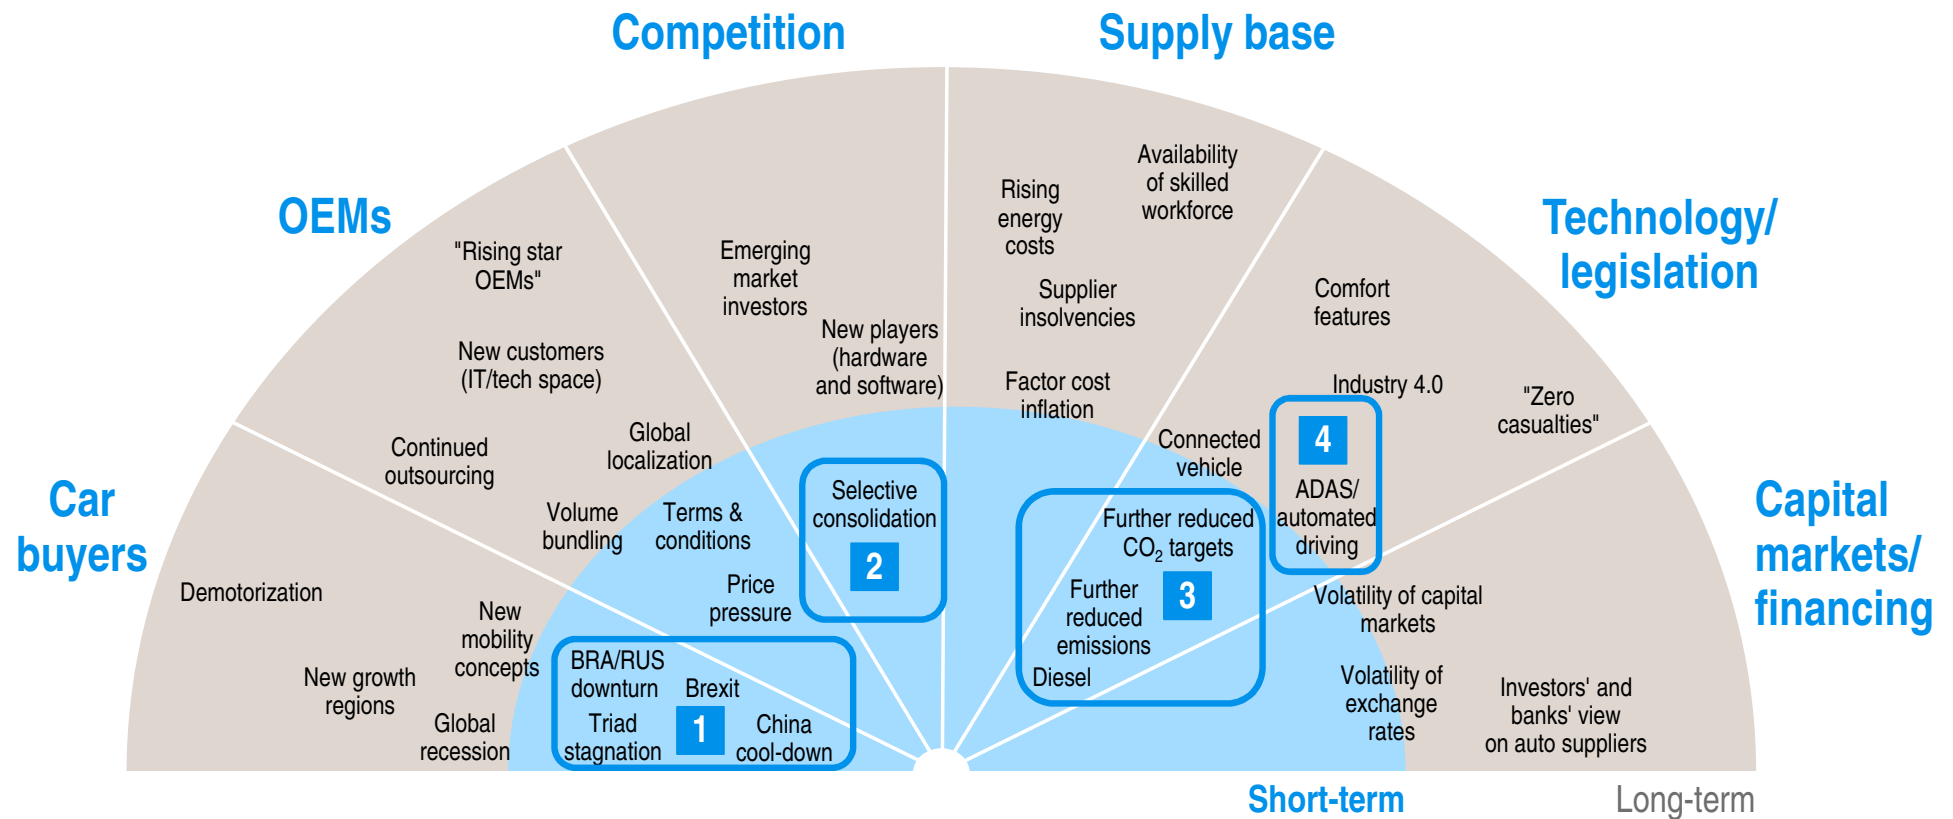 Competition
Supply base
OEMs
Technology/
legislation
Car
buyers
Capital
markets/
financing
"Rising star
OEMs"
New customers
(IT/tech space)
Continued
outsourcing
Global
localization
Volume
bundling
Terms &
conditions
Price
pressure
Emerging
market
investors
New players
(hardware
and software)
Selective
consolidation
2
Rising
energy
costs
Availability
of skilled
workforce
Supplier
insolvencies
Factor cost
inflation
Comfort
features
Industry 4.0
"Zero
casualties"
Connected
vehicle
4
ADAS/
automated
driving
Further reduced
CO₂ targets
3
Further
reduced
emissions
Diesel
Demotorization
New
mobility
concepts
New growth
regions
Global
recession
BRA/RUS
downturn
Brexit
Triad
stagnation
1
China
cool-down
Volatility of capital
markets
Volatility of
exchange
rates
Investors' and
banks' view
on auto suppliers
Short-term
Long-term